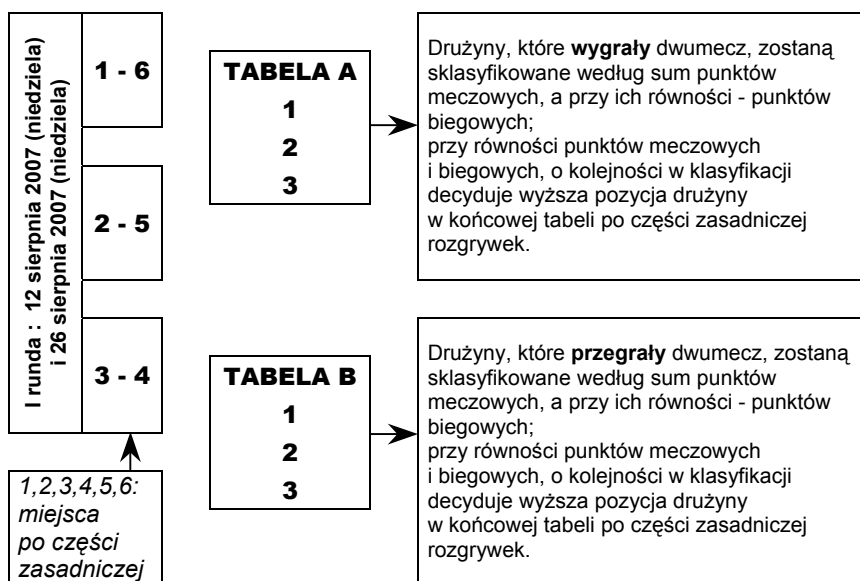 I runda : 12 sierpnia 2007 (niedziela)
i 26 sierpnia 2007 (niedziela)
1 - 6
2 - 5
3 - 4
1,2,3,4,5,6:
miejsca
po części
zasadniczej
TABELA A
1
2
3
Drużyny, które wygrały dwumecz, zostaną
sklasyfikowane według sum punktów
meczowych, a przy ich równości - punktów
biegowych;
przy równości punktów meczowych
i biegowych, o kolejności w klasyfikacji
decyduje wyższa pozycja drużyny
w końcowej tabeli po części zasadniczej
rozgrywek.
TABELA B
1
2
3
Drużyny, które przegrały dwumecz, zostaną
sklasyfikowane według sum punktów
meczowych, a przy ich równości - punktów
biegowych;
przy równości punktów meczowych
i biegowych, o kolejności w klasyfikacji
decyduje wyższa pozycja drużyny
w końcowej tabeli po części zasadniczej
rozgrywek.